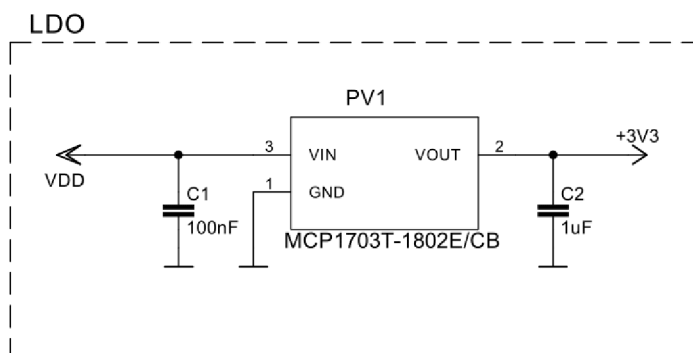 LDO
PV1
+3V3
3
VIN
VOUT
2
VDD
1
GND
C1
100nF
C2
1uF
MCP1703T-1802E/CB